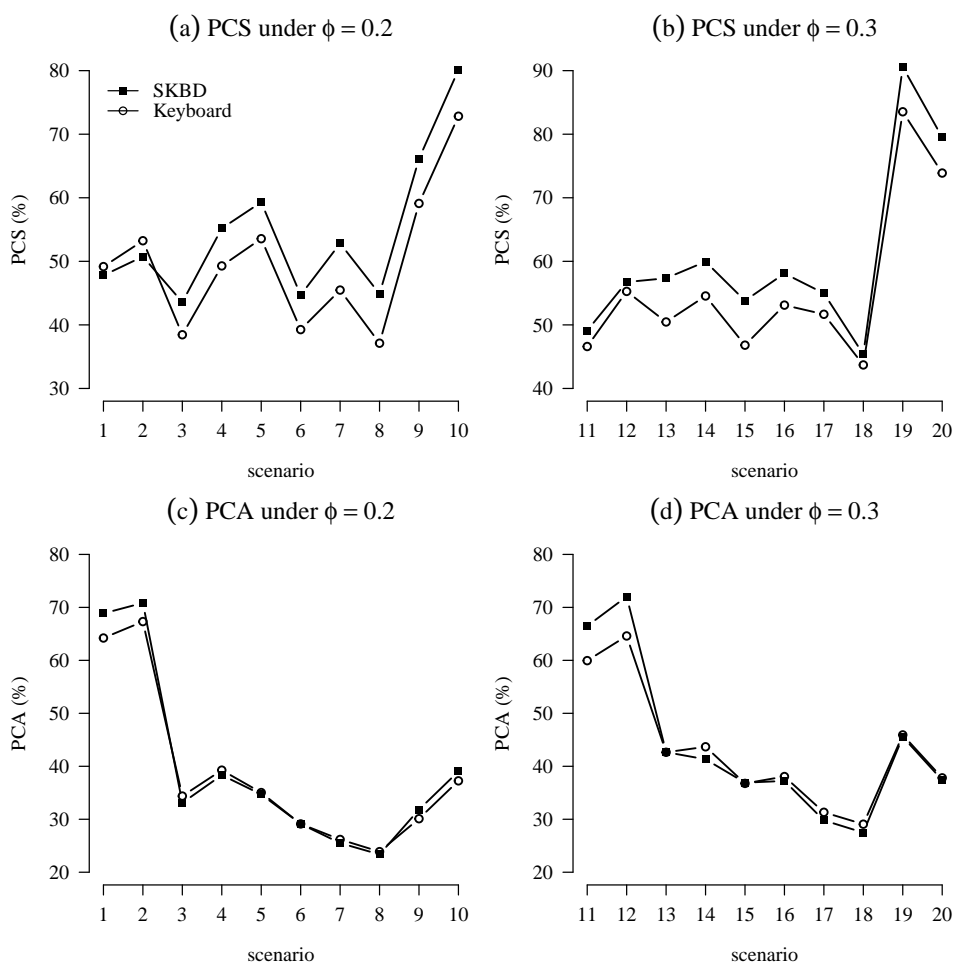 (a) PCS under ϕ = 0.2
80
70
60
50
40
30
PCS (%)
SKBD
Keyboard
1 2 3 4 5 6 7 8 9 10
scenario
(b) PCS under ϕ = 0.3
90
80
70
60
50
40
PCS (%)
11 12 13 14 15 16 17 18 19 20
scenario
(c) PCA under ϕ = 0.2
80
70
60
50
40
30
20
PCA (%)
1 2 3 4 5 6 7 8 9 10
scenario
(d) PCA under ϕ = 0.3
80
70
60
50
40
30
20
PCA (%)
11 12 13 14 15 16 17 18 19 20
scenario